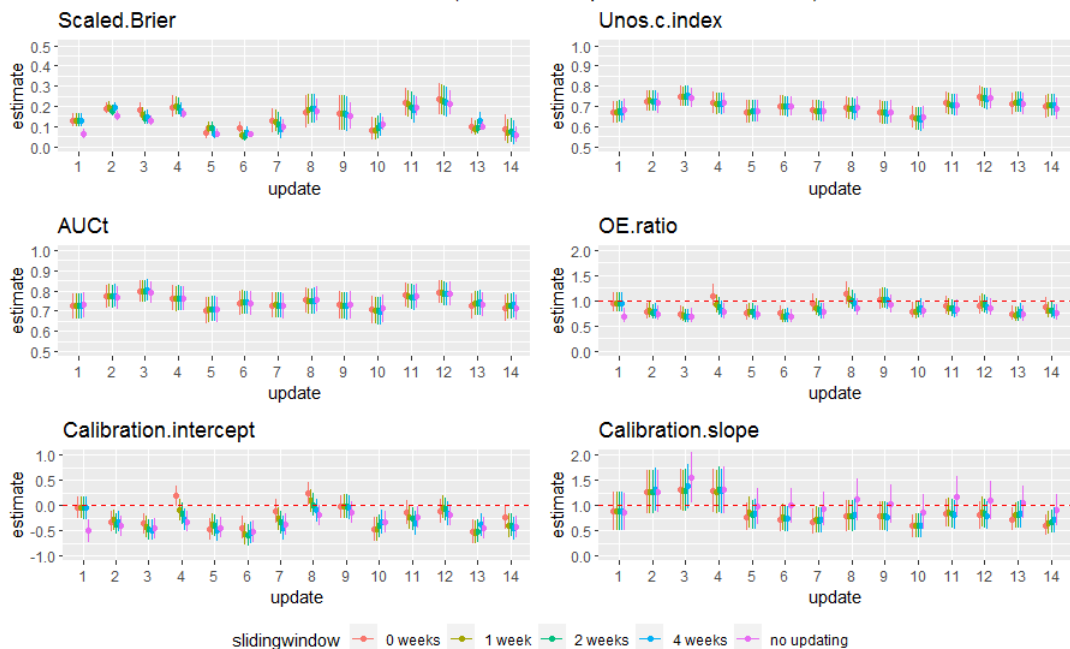 Scaled.Brier
0.5
0.4
0.3
0.2
0.1
0.0
estimate
1 2 3 4 5 6 7 8 9 10 11 12 13 14
update
Unos.c.index
1.0
0.9
0.8
0.7
0.6
0.5
estimate
1 2 3 4 5 6 7 8 9 10 11 12 13 14
update
AUCt
1.0
0.9
0.8
0.7
0.6
0.5
estimate
1 2 3 4 5 6 7 8 9 10 11 12 13 14
update
OE.ratio
2.0
1.5
1.0
0.5
0.0
estimate
1 2 3 4 5 6 7 8 9 10 11 12 13 14
update
Calibration.intercept
1.0
0.5
0.0
-0.5
-1.0
estimate
1 2 3 4 5 6 7 8 9 10 11 12 13 14
update
Calibration.slope
2.0
1.5
1.0
0.5
0.0
estimate
1 2 3 4 5 6 7 8 9 10 11 12 13 14
update
slidingwindow 0 weeks 1 week 2 weeks 4 weeks no updating